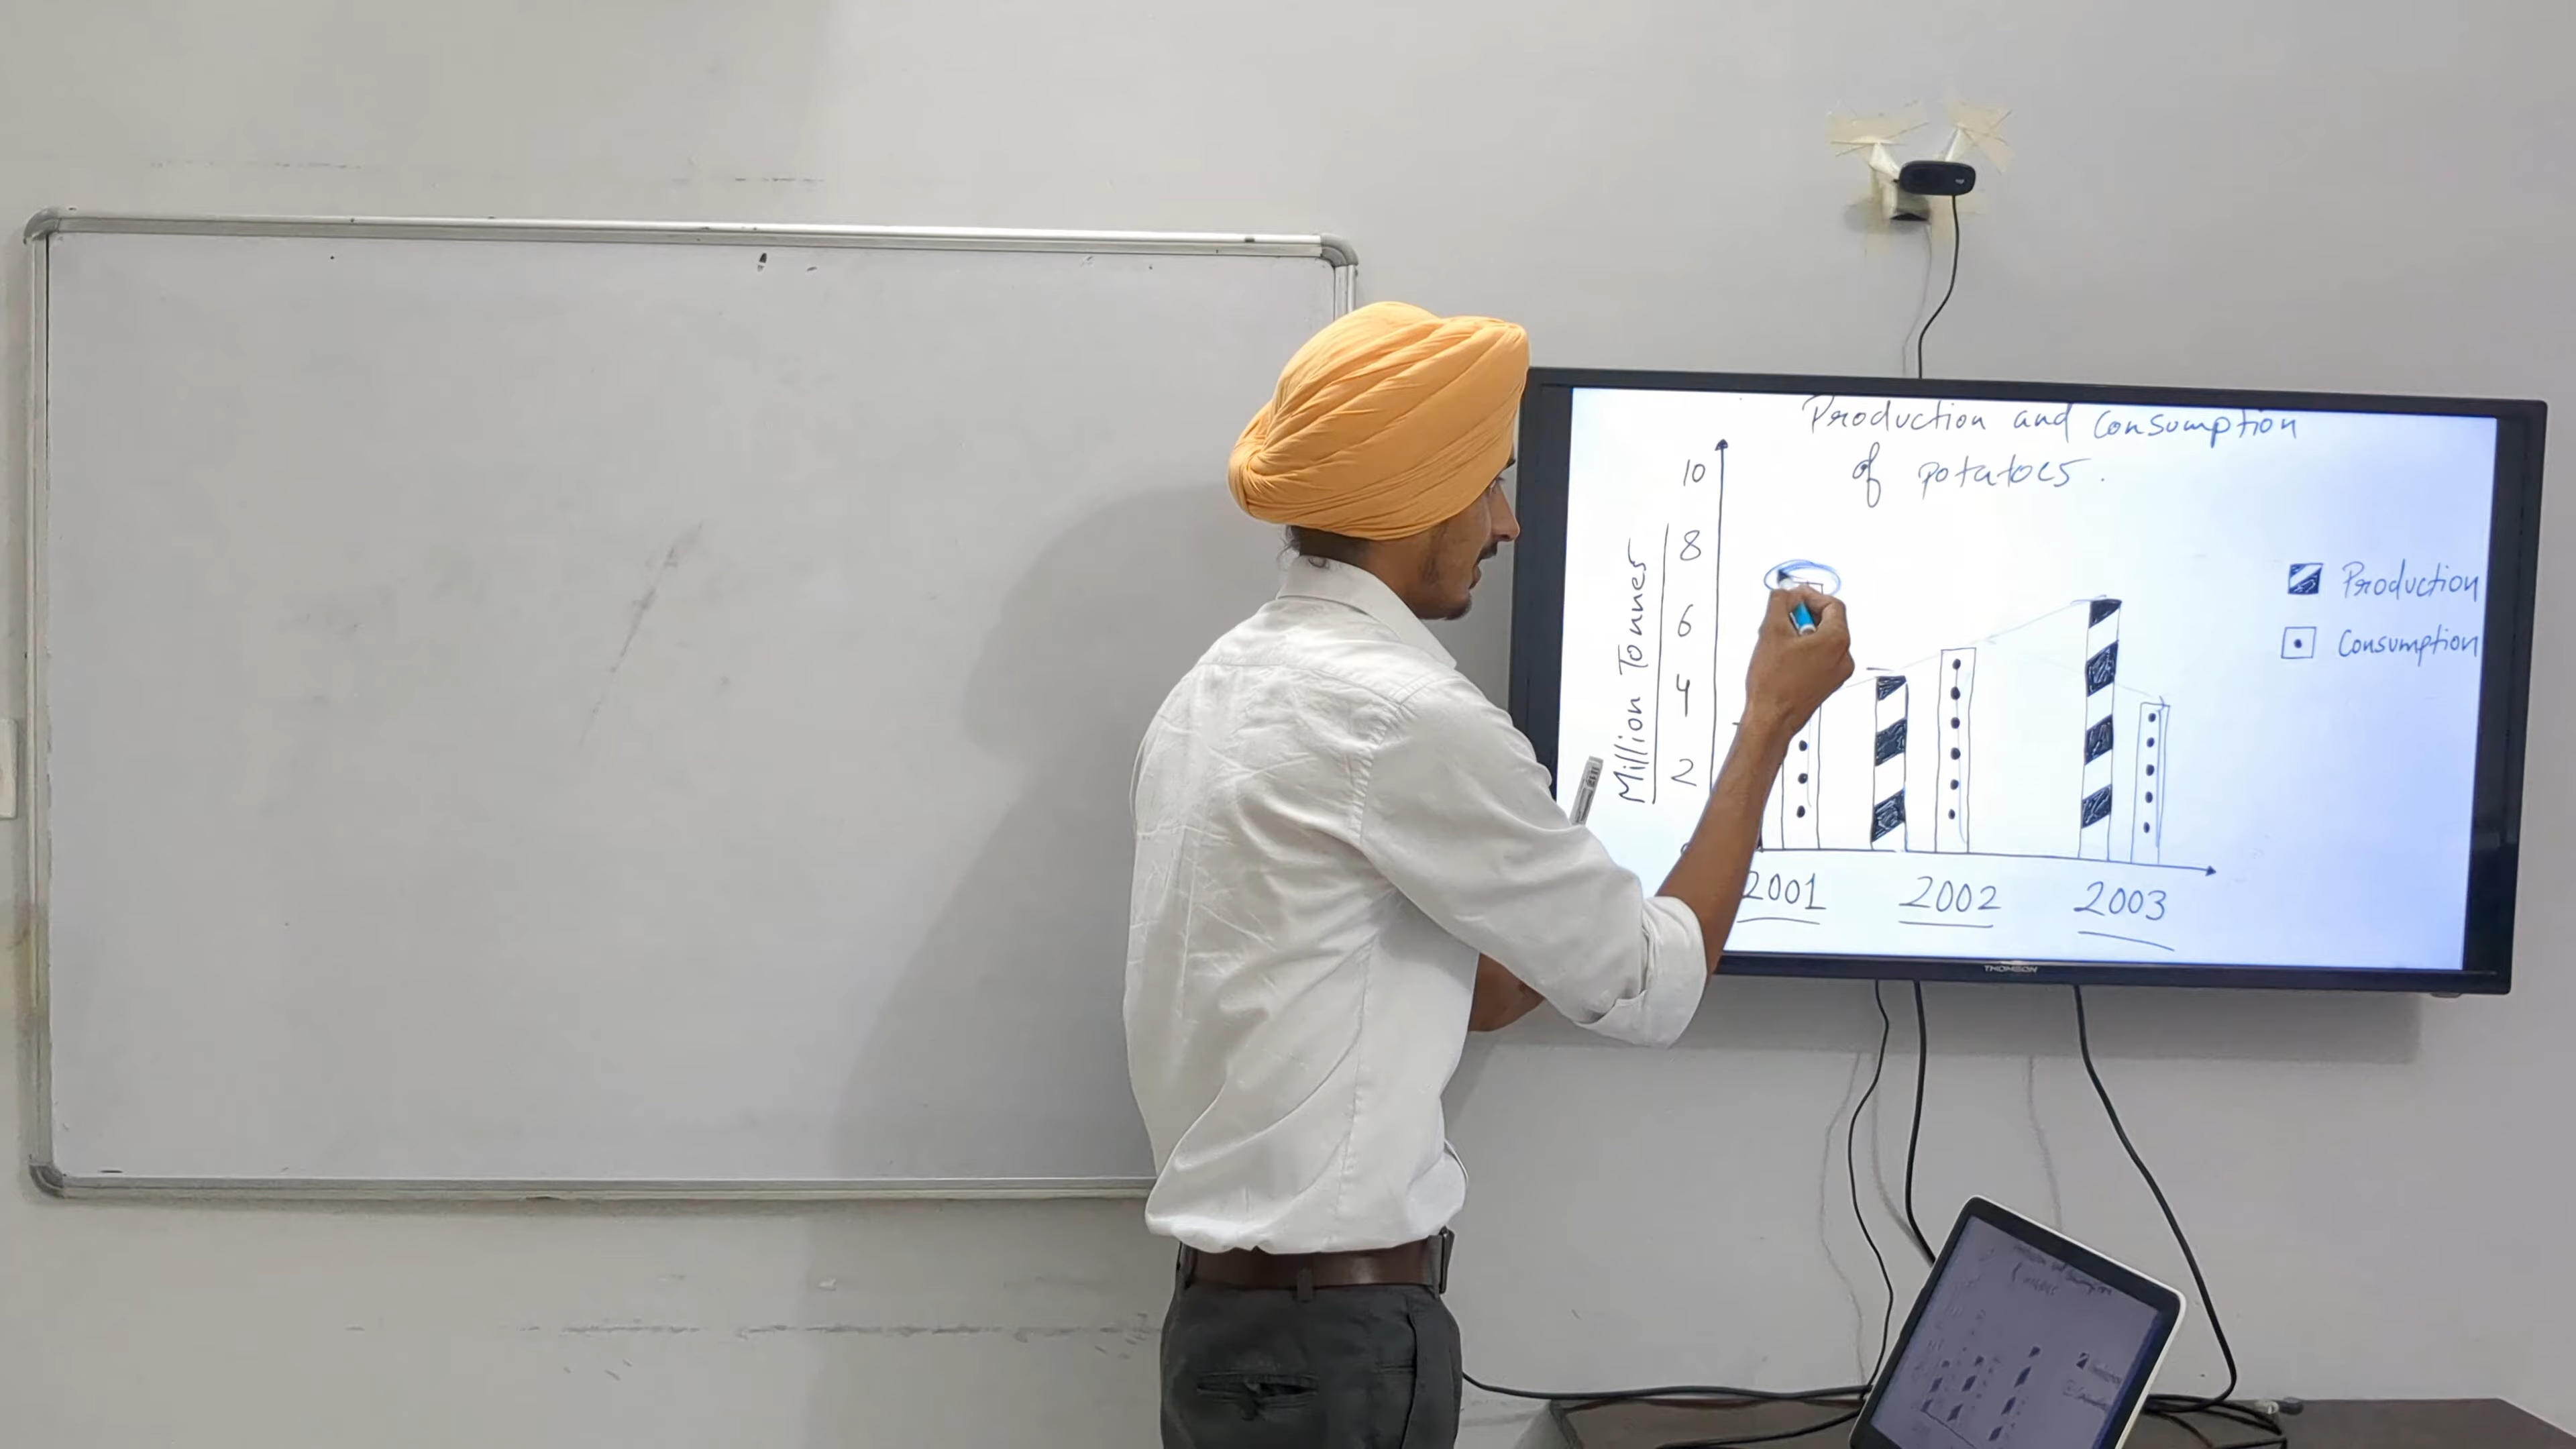 Production and Consumption
of potatoes.
10
8
6
4
2
Million Tonnes
Production
Consumption
2001
2002
2003
THOMSON